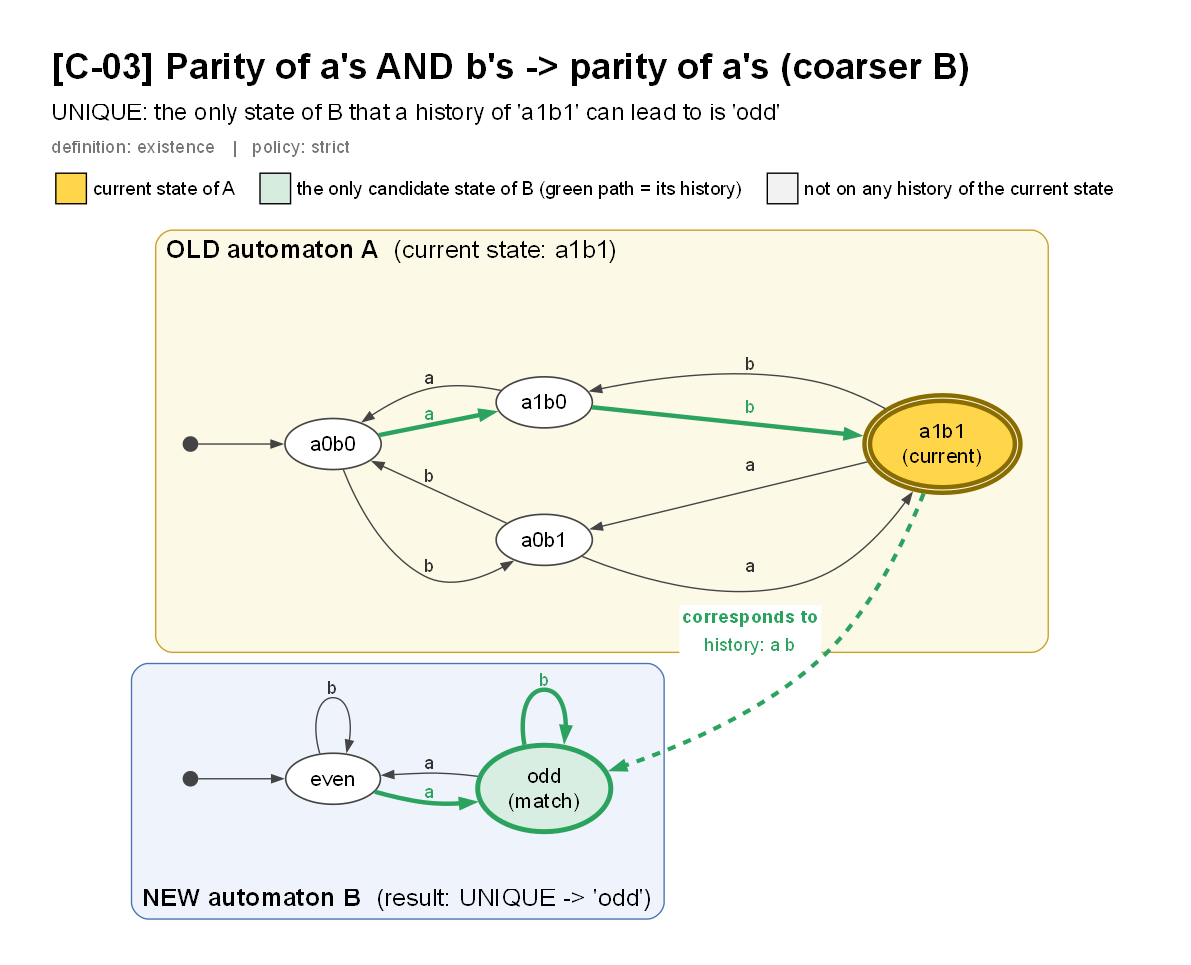 [C-03] Parity of a's AND b's -> parity of a's (coarser B)
UNIQUE: the only state of B that a history of 'a1b1' can lead to is 'odd'
definition: existence | policy: strict
current state of A
the only candidate state of B (green path = its history)
not on any history of the current state
OLD automaton A (current state: a1b1)
a
b
a
b
a1b0
a0b0
a1b1
(current)
a
b
a0b1
b
a
corresponds to
history: a b
b
b
a
even
odd
(match)
a
NEW automaton B (result: UNIQUE -> 'odd')